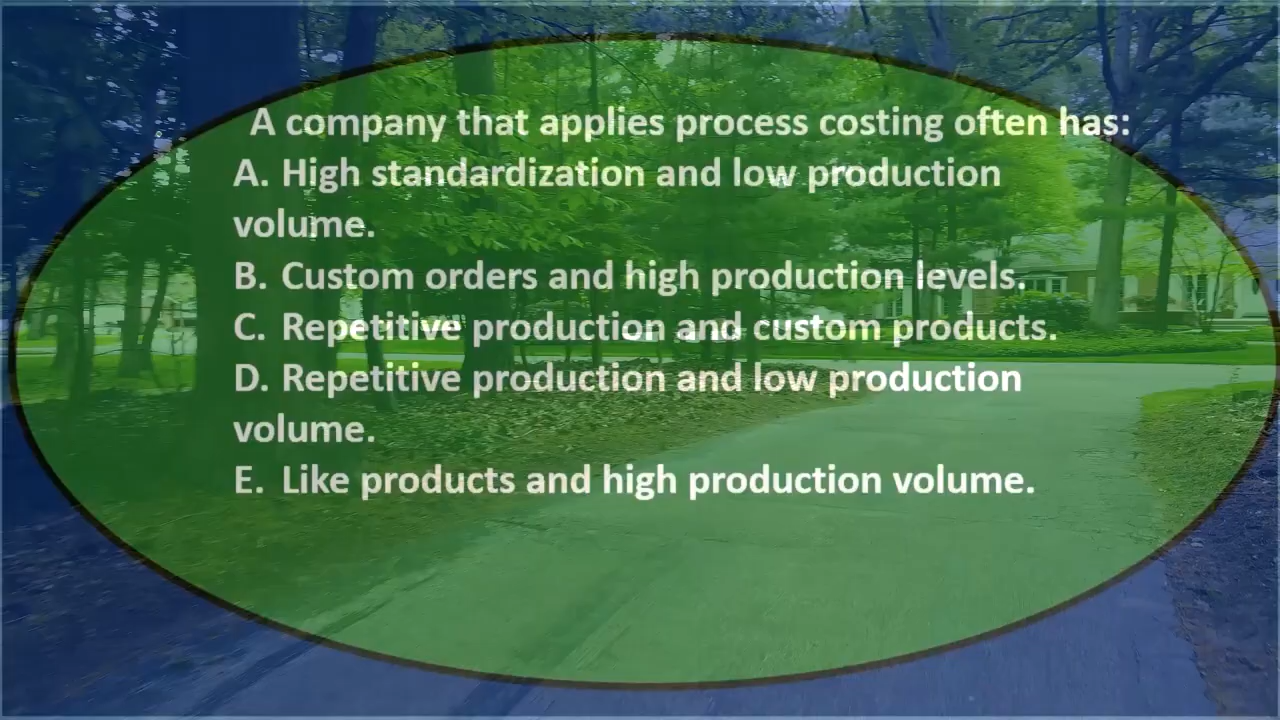 A company that applies process costing often has:
A. High standardization and low production
volume.
B. Custom orders and high production levels.
C. Repetitive production and custom products.
D. Repetitive production and low production
volume.
E. Like products and high production volume.